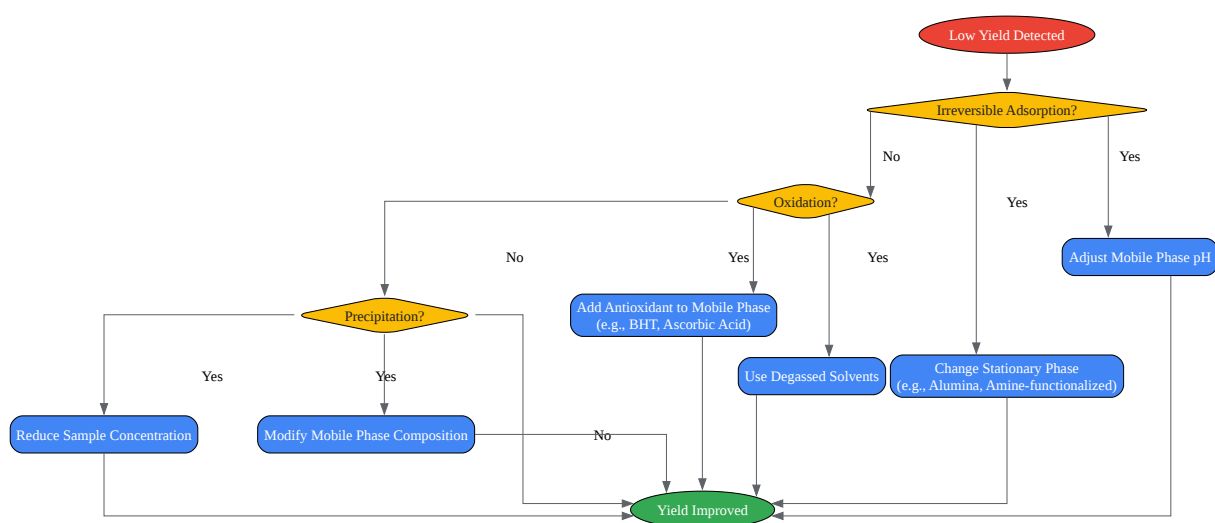 Low Yield Detected
Irreversible Adsorption?
No
Yes
Oxidation?
Yes
No
Yes
Yes
Adjust Mobile Phase pH
Add Antioxidant to Mobile Phase
(e.g., BHT, Ascorbic Acid)
Precipitation?
Use Degassed Solvents
Change Stationary Phase
(e.g., Alumina, Amine-functionalized)
Yes
Yes
Reduce Sample Concentration
Modify Mobile Phase Composition
No
Yield Improved